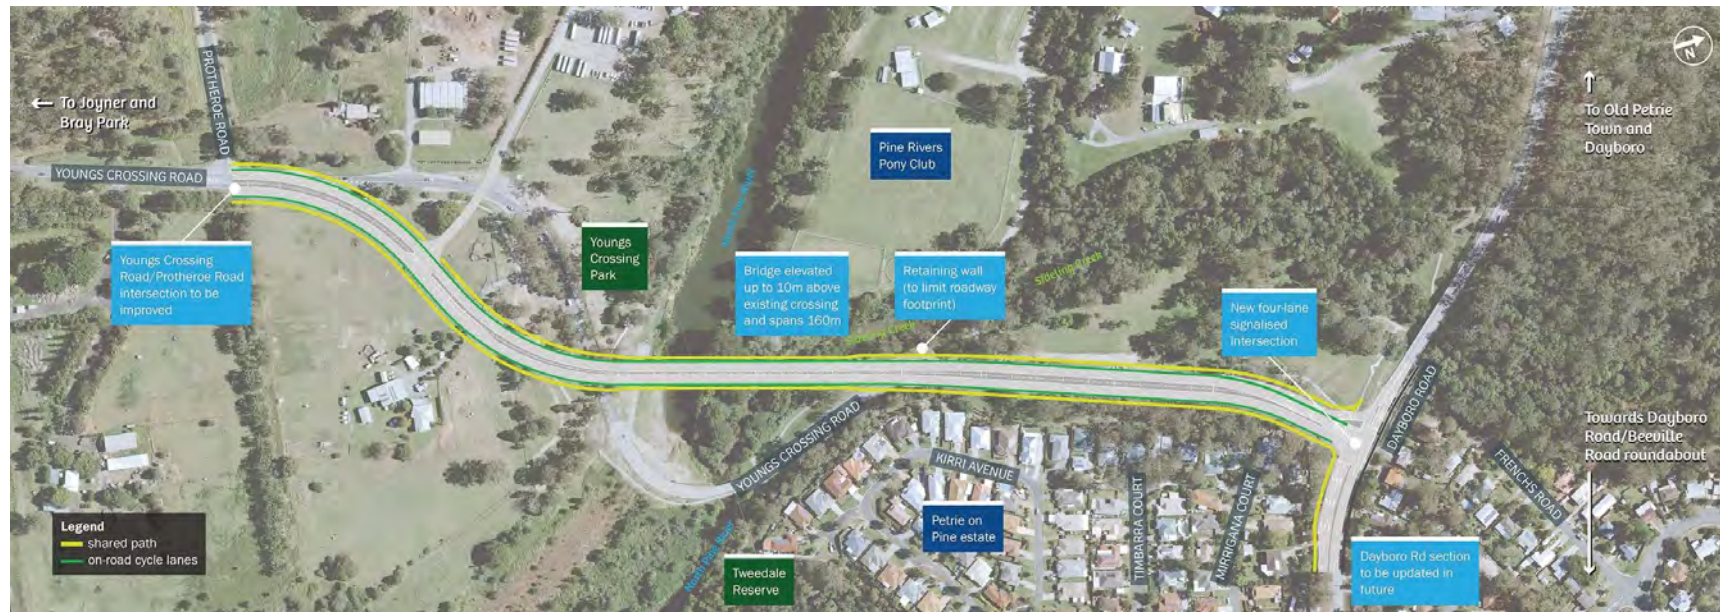 N
PROTHEROE ROAD
To Joyner and
Bray Park
YOUNGS CROSSING ROAD
Youngs Crossing
Road/Protheroe Road
intersection to be
improved
Youngs
Crossing
Park
North Pine River
Pine Rivers
Pony Club
Bridge elevated
up to 10m above
existing crossing
and spans 160m
Retaining wall
(to limit roadway
footprint)
Sideling Creek
Creek
New four-lane
signalised
intersection
To Old Petrie
Town and
Dayboro
DAYBORO ROAD
Towards Dayboro
Road/Beeville
Road roundabout
FRENCHS ROAD
YOUNGS CROSSING ROAD
KIRRI AVENUE
TIMBARRA COURT
MIRRIGANA COURT
Petrie on
Pine estate
North Pine River
Tweedale
Reserve
Dayboro Rd section
to be updated in
future
Legend
shared path
on-road cycle lanes